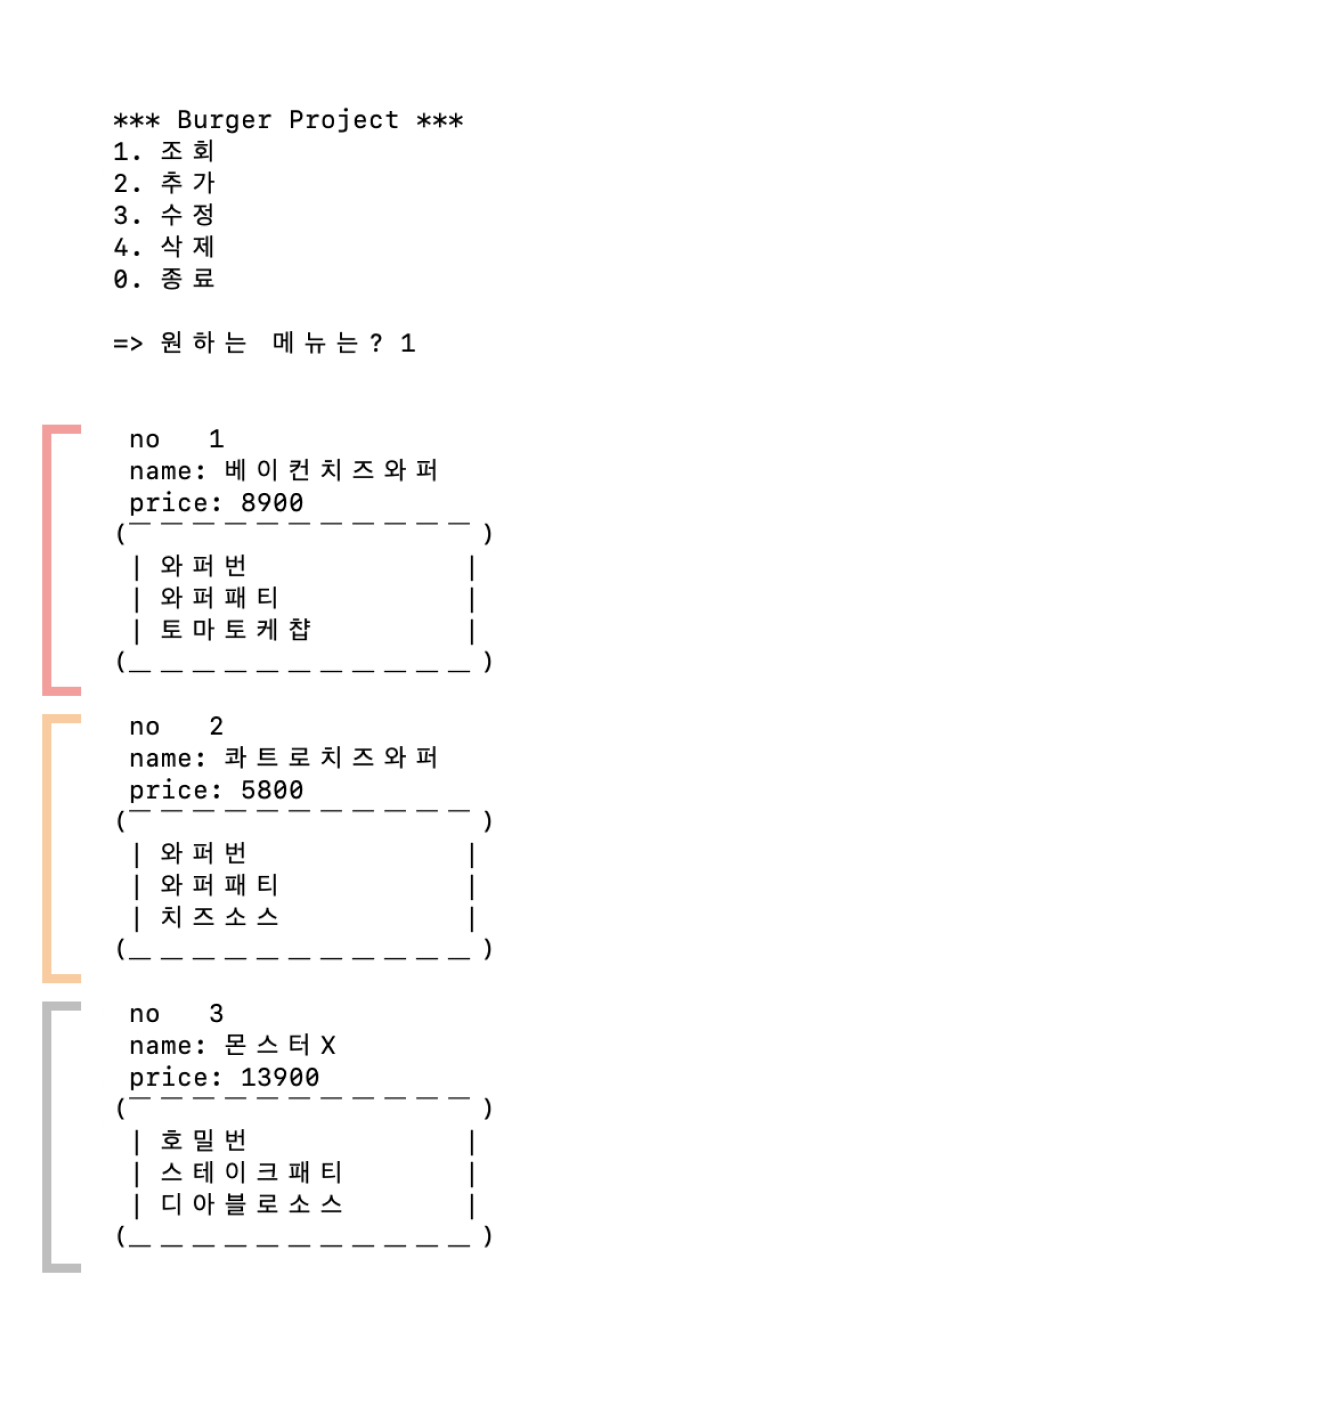 *** Burger Project ***
1. 조회
2. 추가
3. 수정
4. 삭제
0. 종료
=> 원하는 메뉴는? 1
no 1
name: 베이컨치즈와퍼
price: 8900
(￣￣￣￣￣￣￣￣￣￣￣)
| 와퍼번 |
| 와퍼패티 |
| 토마토케챱 |
(＿＿＿＿＿＿＿＿＿＿＿)
no 2
name: 콰트로치즈와퍼
price: 5800
(￣￣￣￣￣￣￣￣￣￣￣)
| 와퍼번 |
| 와퍼패티 |
| 치즈소스 |
(＿＿＿＿＿＿＿＿＿＿＿)
no 3
name: 몬스터X
price: 13900
(￣￣￣￣￣￣￣￣￣￣￣)
| 호밀번 |
| 스테이크패티 |
| 디아블로소스 |
(＿＿＿＿＿＿＿＿＿＿＿)